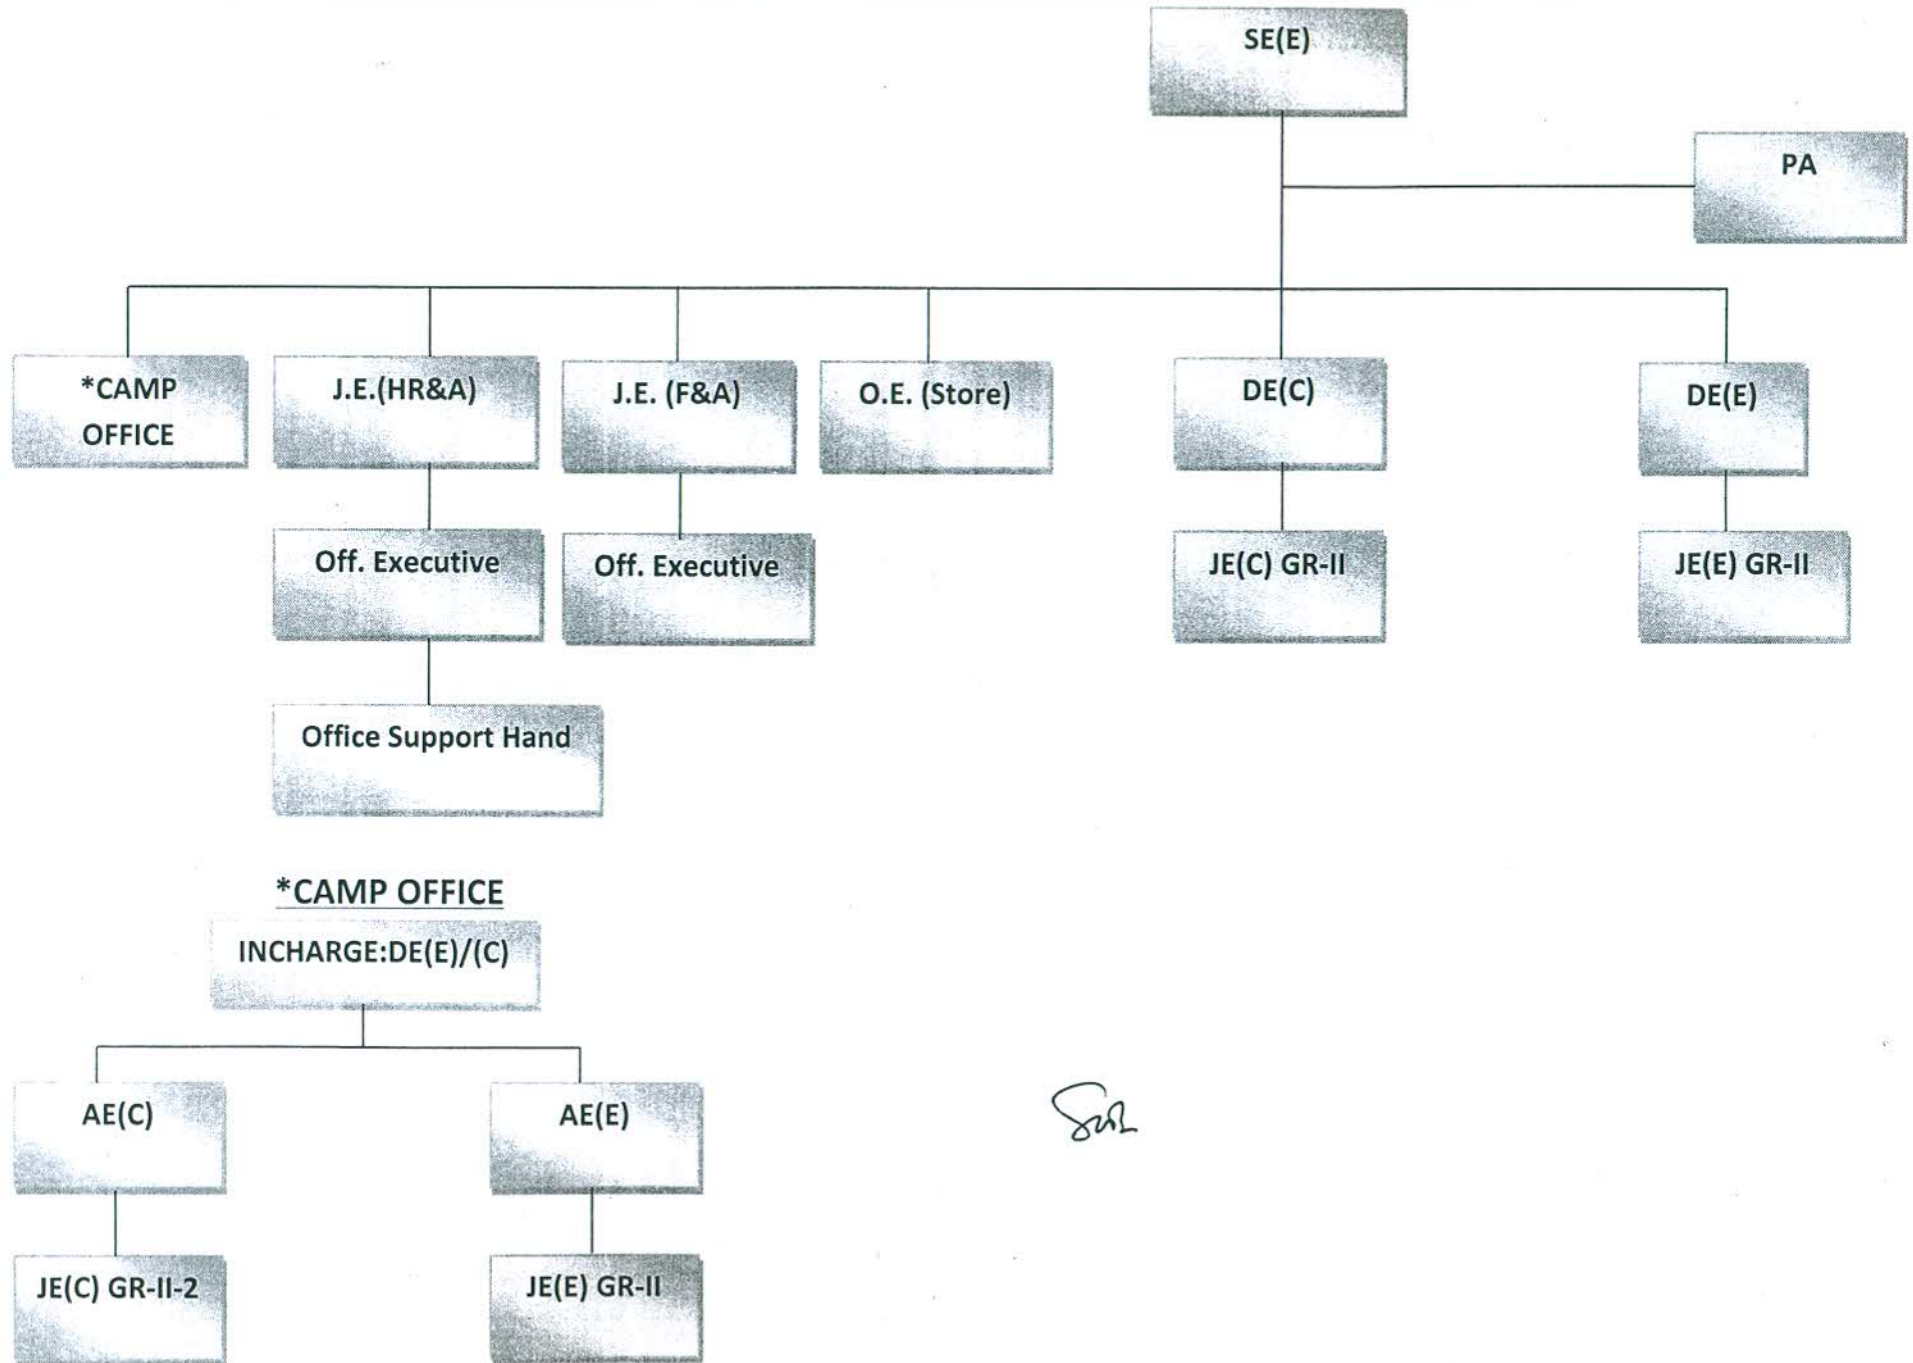 SE(E)
PA
*CAMP
OFFICE
J.E.(HR&A)
J.E. (F&A)
O.E. (Store)
DE(C)
DE(E)
Off. Executive
Off. Executive
JE(C) GR-II
JE(E) GR-II
Office Support Hand
*CAMP OFFICE
INCHARGE:DE(E)/(C)
AE(C)
AE(E)
JE(C) GR-II-2
JE(E) GR-II